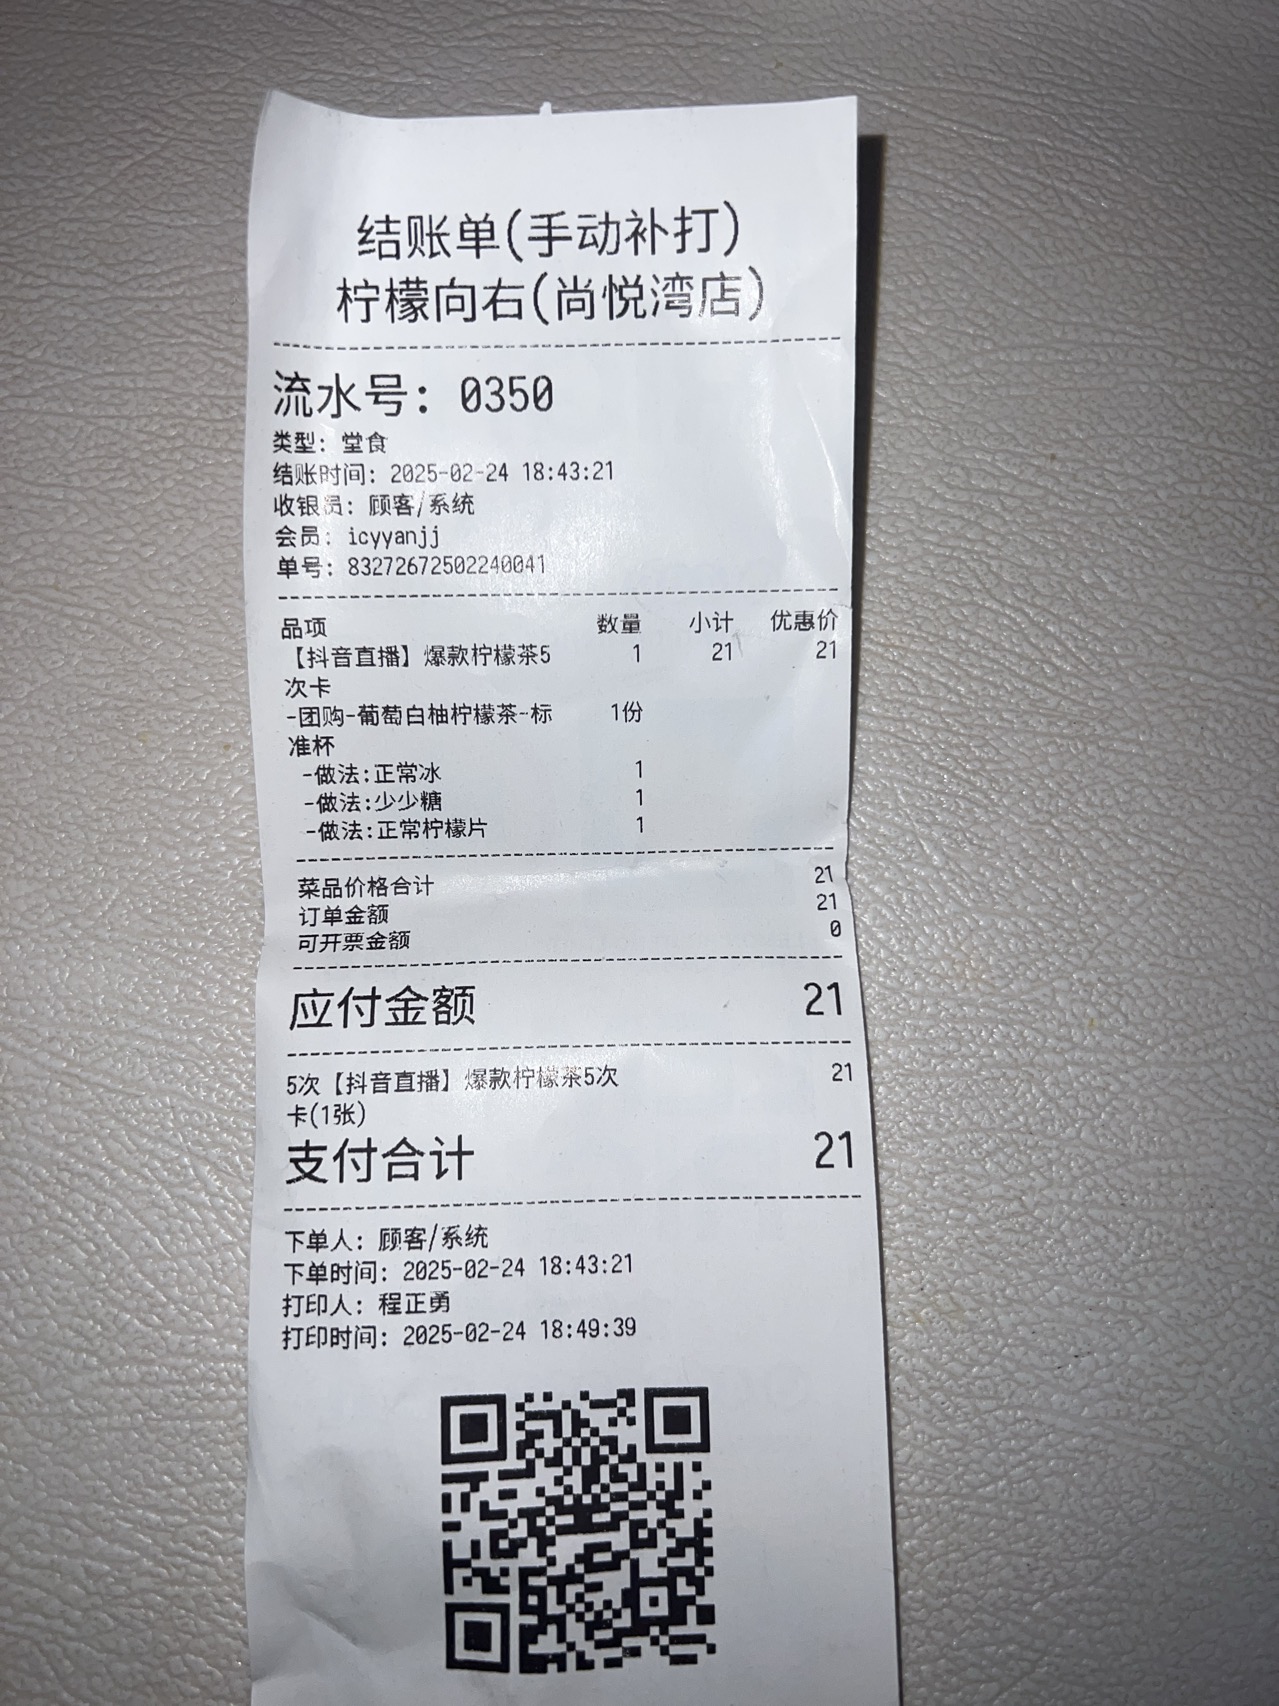 结账单(手动补打)
柠檬向右(尚悦湾店)
流水号: 0350
类型: 堂食
结账时间: 2025-02-24 18:43:21
收银员: 顾客/系统
会员: icyyanjj
单号: 83272672502240041
品项 数量 小计 优惠价
【抖音直播】爆款柠檬茶5 1 21 21
次卡
-团购-葡萄白柚柠檬茶-标 1份
准杯
-做法:正常冰 1
-做法:少少糖 1
-做法:正常柠檬片 1
菜品价格合计 21
订单金额 21
可开票金额 0
应付金额 21
5次【抖音直播】爆款柠檬茶5次 21
卡(1张)
支付合计 21
下单人: 顾客/系统
下单时间: 2025-02-24 18:43:21
打印人: 程正勇
打印时间: 2025-02-24 18:49:39